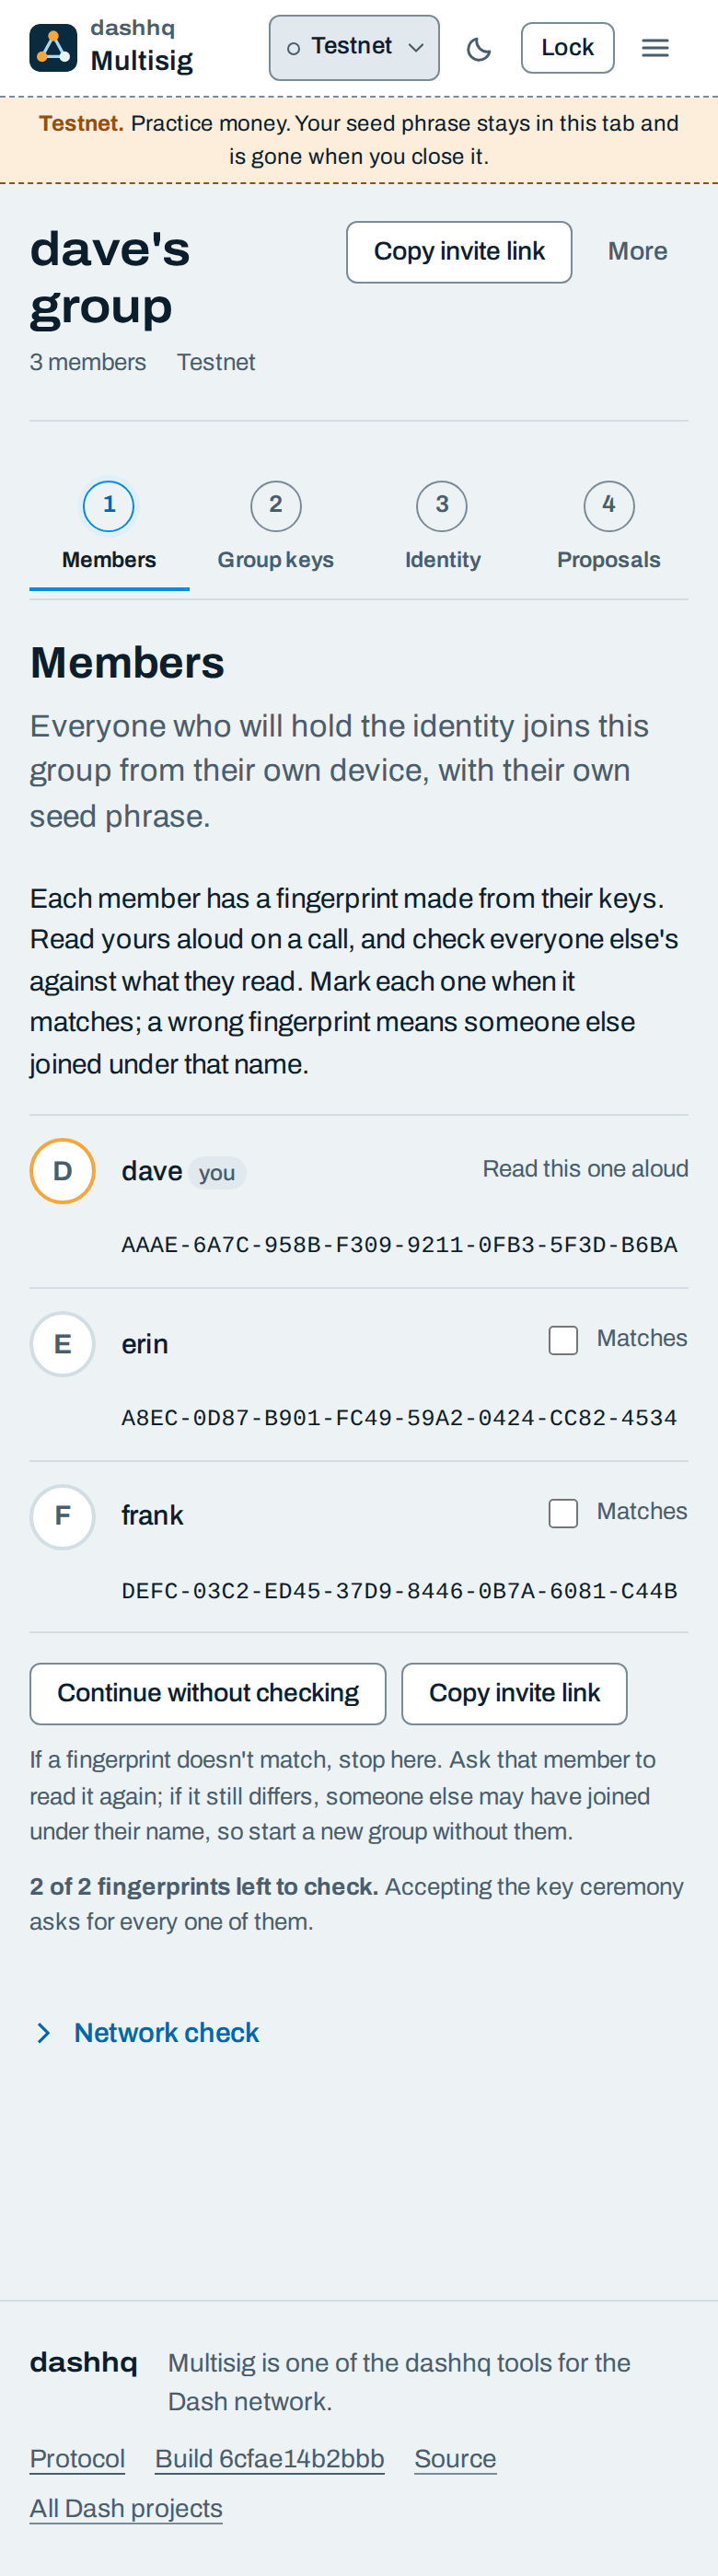 dashhq
Multisig
Testnet
Lock
Testnet. Practice money. Your seed phrase stays in this tab and
is gone when you close it.
dave's
group
Copy invite link
More
3 members Testnet
1 2 3 4
Members Group keys Identity Proposals
Members
Everyone who will hold the identity joins this
group from their own device, with their own
seed phrase.
Each member has a fingerprint made from their keys.
Read yours aloud on a call, and check everyone else's
against what they read. Mark each one when it
matches; a wrong fingerprint means someone else
joined under that name.
D dave you Read this one aloud
AAAE-6A7C-958B-F309-9211-0FB3-5F3D-B6BA
E erin Matches
A8EC-0D87-B901-FC49-59A2-0424-CC82-4534
F frank Matches
DEFC-03C2-ED45-37D9-8446-0B7A-6081-C44B
Continue without checking Copy invite link
If a fingerprint doesn't match, stop here. Ask that member to
read it again; if it still differs, someone else may have joined
under their name, so start a new group without them.
2 of 2 fingerprints left to check. Accepting the key ceremony
asks for every one of them.
Network check
dashhq Multisig is one of the dashhq tools for the
Dash network.
Protocol Build 6cfae14b2bbb Source
All Dash projects